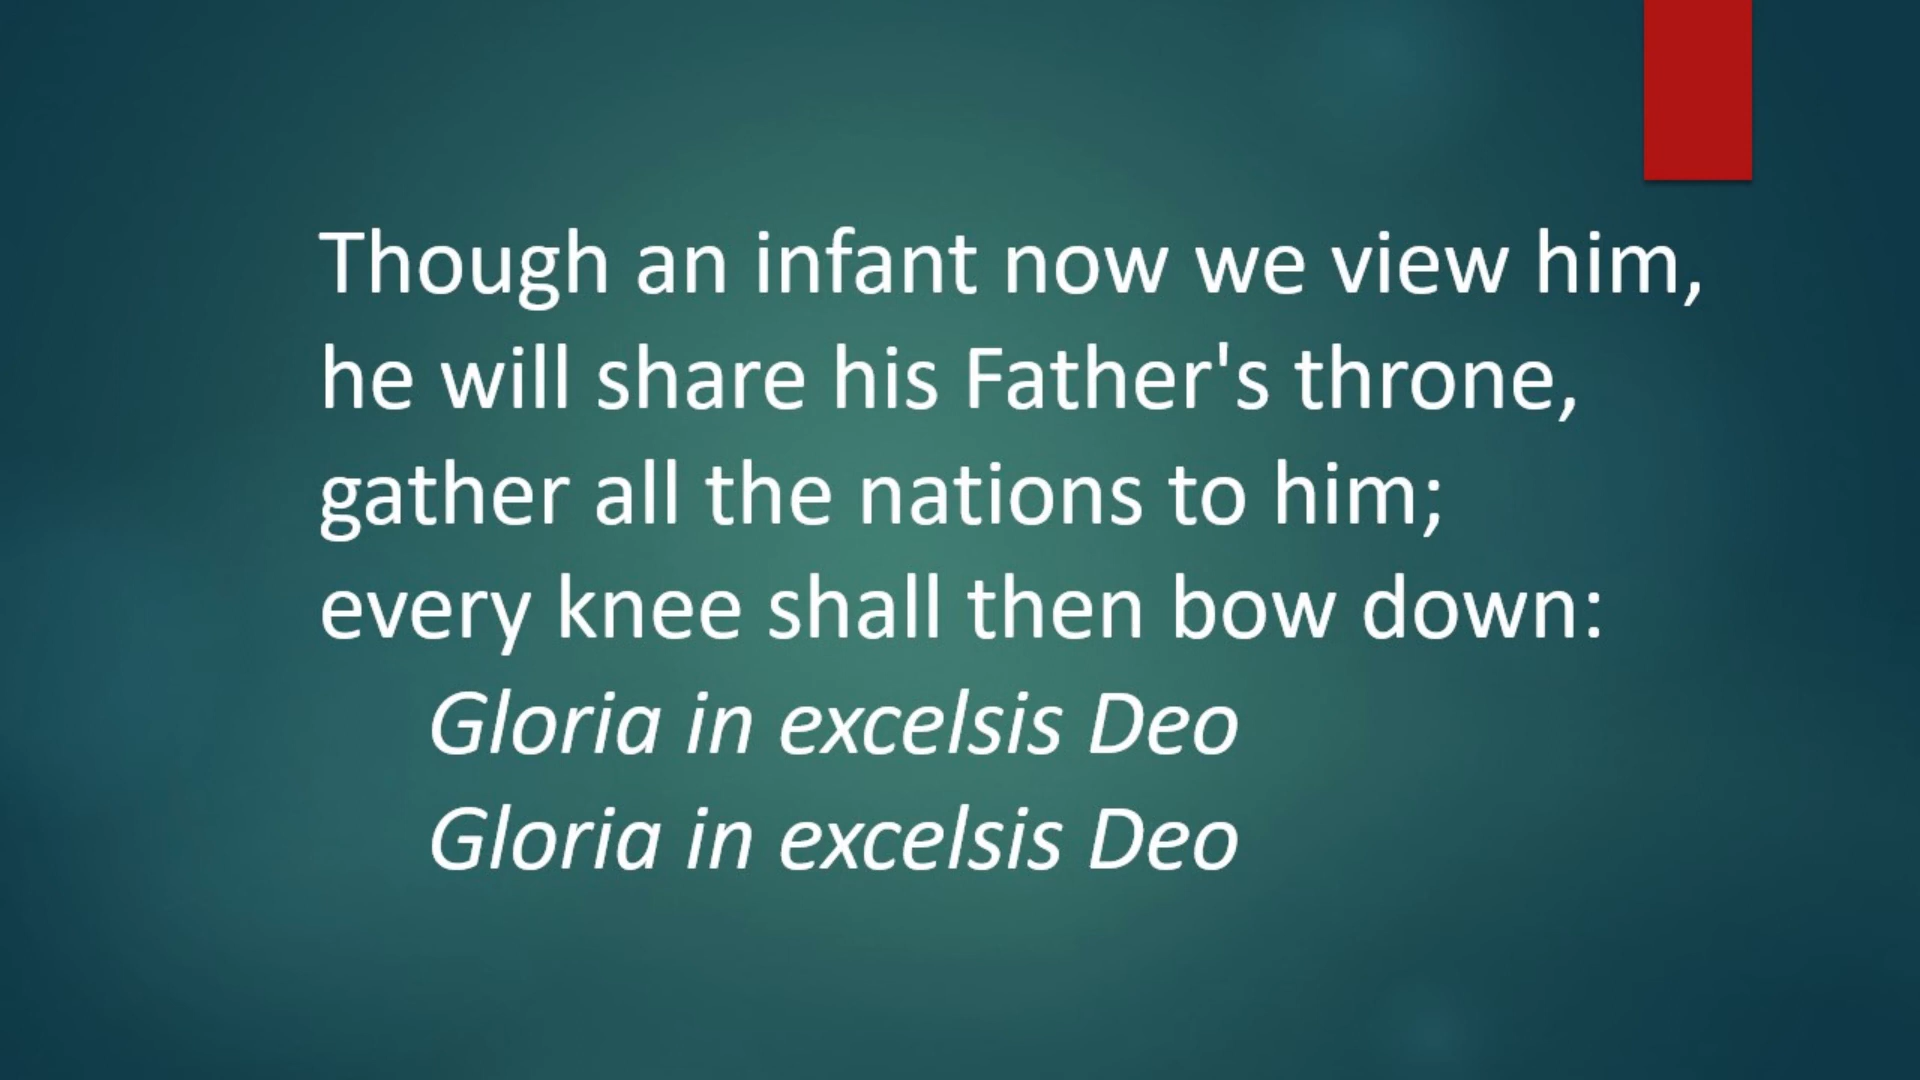 Though an infant now we view him,
he will share his Father's throne,
gather all the nations to him;
every knee shall then bow down:
Gloria in excelsis Deo
Gloria in excelsis Deo